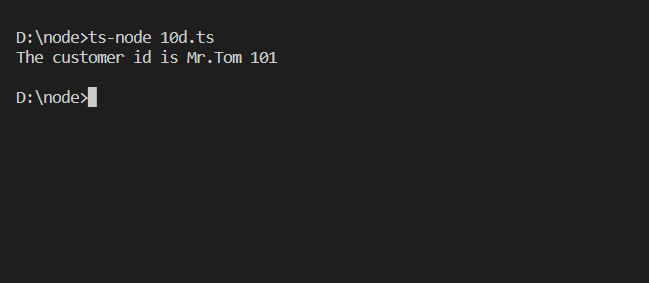 D:\node>ts-node 10d.ts
The customer id is Mr.Tom 101
D:\node>